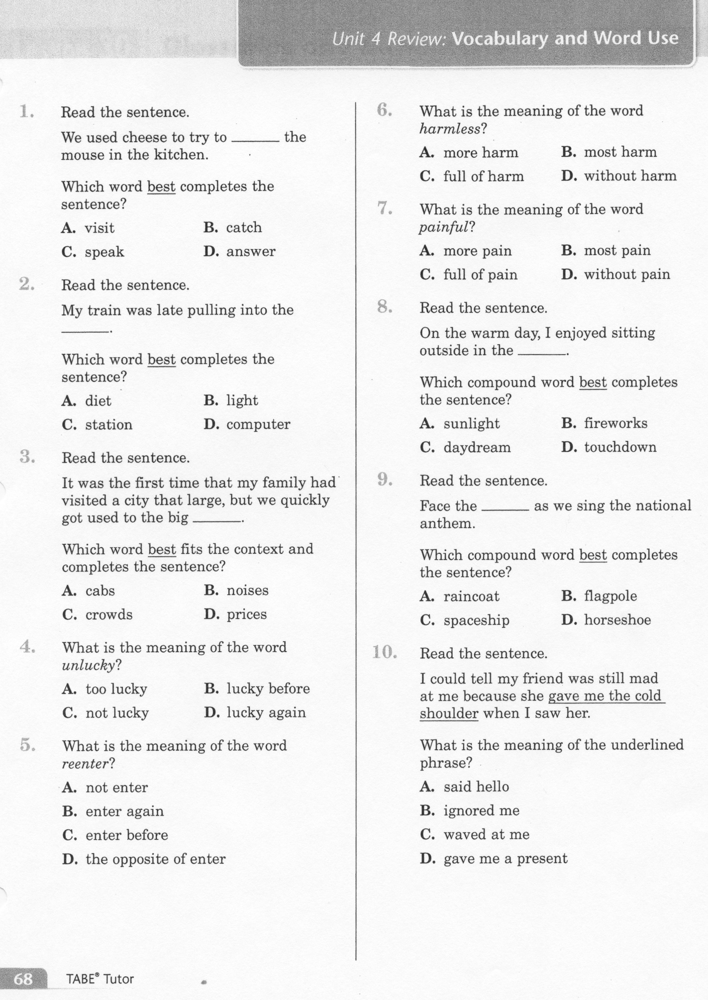 Unit 4 Review: Vocabulary and Word Use
1. Read the sentence.
We used cheese to try to ______ the
mouse in the kitchen.
Which word best completes the
sentence?
A. visit B. catch
C. speak D. answer
2. Read the sentence.
My train was late pulling into the
______.
Which word best completes the
sentence?
A. diet B. light
C. station D. computer
3. Read the sentence.
It was the first time that my family had
visited a city that large, but we quickly
got used to the big ______.
Which word best fits the context and
completes the sentence?
A. cabs B. noises
C. crowds D. prices
4. What is the meaning of the word
unlucky?
A. too lucky B. lucky before
C. not lucky D. lucky again
5. What is the meaning of the word
reenter?
A. not enter
B. enter again
C. enter before
D. the opposite of enter
6. What is the meaning of the word
harmless?
A. more harm B. most harm
C. full of harm D. without harm
7. What is the meaning of the word
painful?
A. more pain B. most pain
C. full of pain D. without pain
8. Read the sentence.
On the warm day, I enjoyed sitting
outside in the ______.
Which compound word best completes
the sentence?
A. sunlight B. fireworks
C. daydream D. touchdown
9. Read the sentence.
Face the ______ as we sing the national
anthem.
Which compound word best completes
the sentence?
A. raincoat B. flagpole
C. spaceship D. horseshoe
10. Read the sentence.
I could tell my friend was still mad
at me because she gave me the cold
shoulder when I saw her.
What is the meaning of the underlined
phrase?
A. said hello
B. ignored me
C. waved at me
D. gave me a present
68 TABE® Tutor